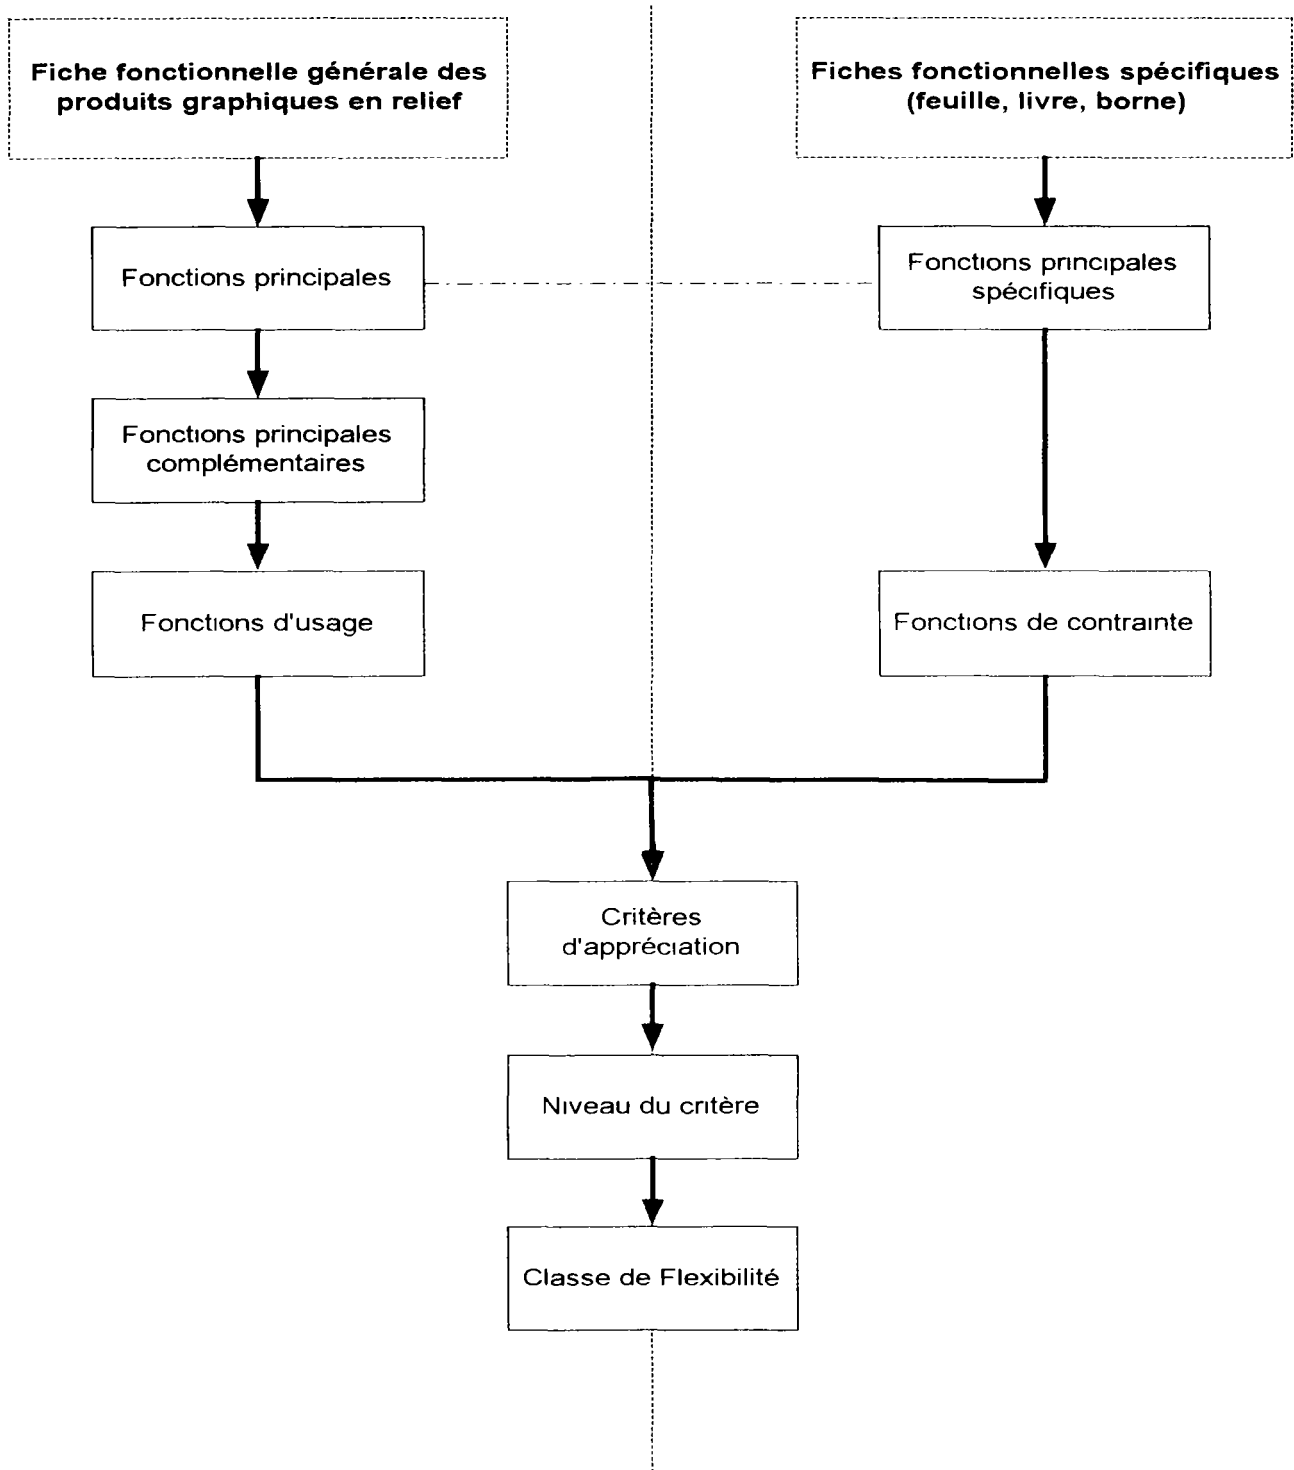 Fiche fonctionnelle générale des
produits graphiques en relief
Fiches fonctionnelles spécifiques
(feuille, livre, borne)
Fonctions principales
Fonctions principales
spécifiques
Fonctions principales
complémentaires
Fonctions d'usage
Fonctions de contrainte
Critères
d'appréciation
Niveau du critère
Classe de Flexibilité